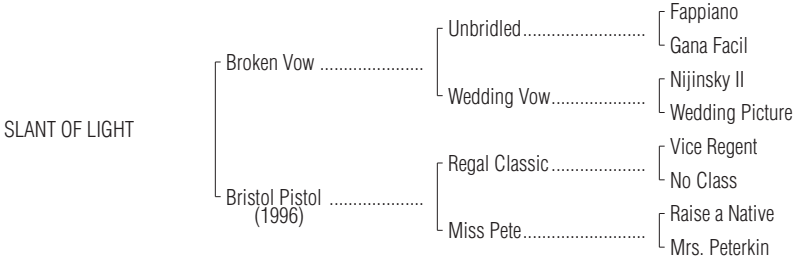 Fappiano
Unbridled..........................
Gana Facil
Broken Vow ......................
Nijinsky II
Wedding Vow....................
Wedding Picture
SLANT OF LIGHT
Vice Regent
Regal Classic ....................
No Class
Bristol Pistol ....................
(1996)
Raise a Native
Miss Pete..........................
Mrs. Peterkin